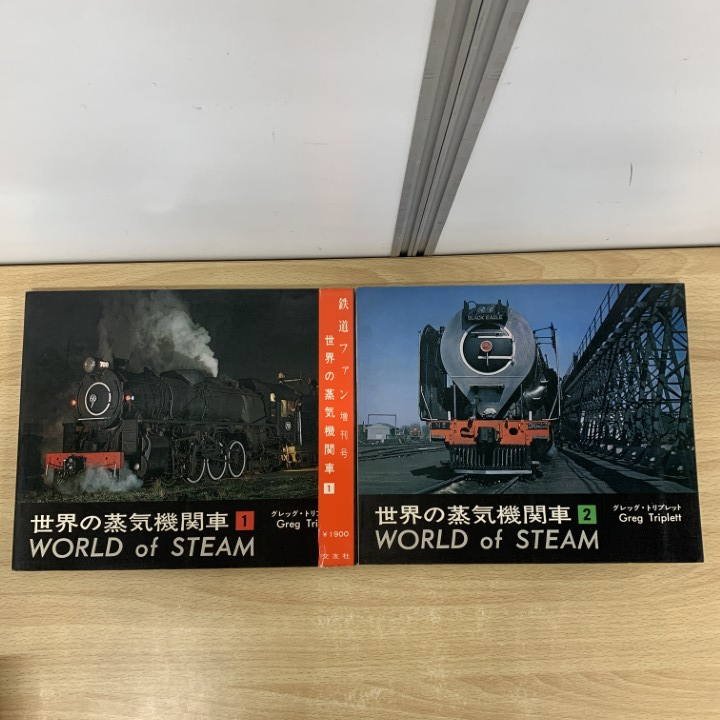 700
世界の蒸気機関車 1
グレッグ・トリプ
Greg Tri
WORLD of STEAM
鉄道ファン 増刊号
世界の蒸気機関車 1
¥1900
交友社
BLACK EAGLE
世界の蒸気機関車 2
グレッグ・トリプレット
Greg Triplett
WORLD of STEAM